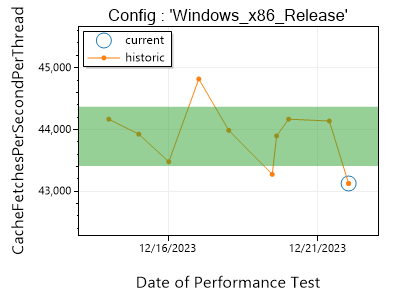 Config : 'Windows_x86_Release'
current
historic
CacheFetchesPerSecondPerThread
45,000
44,000
43,000
12/16/2023
12/21/2023
Date of Performance Test